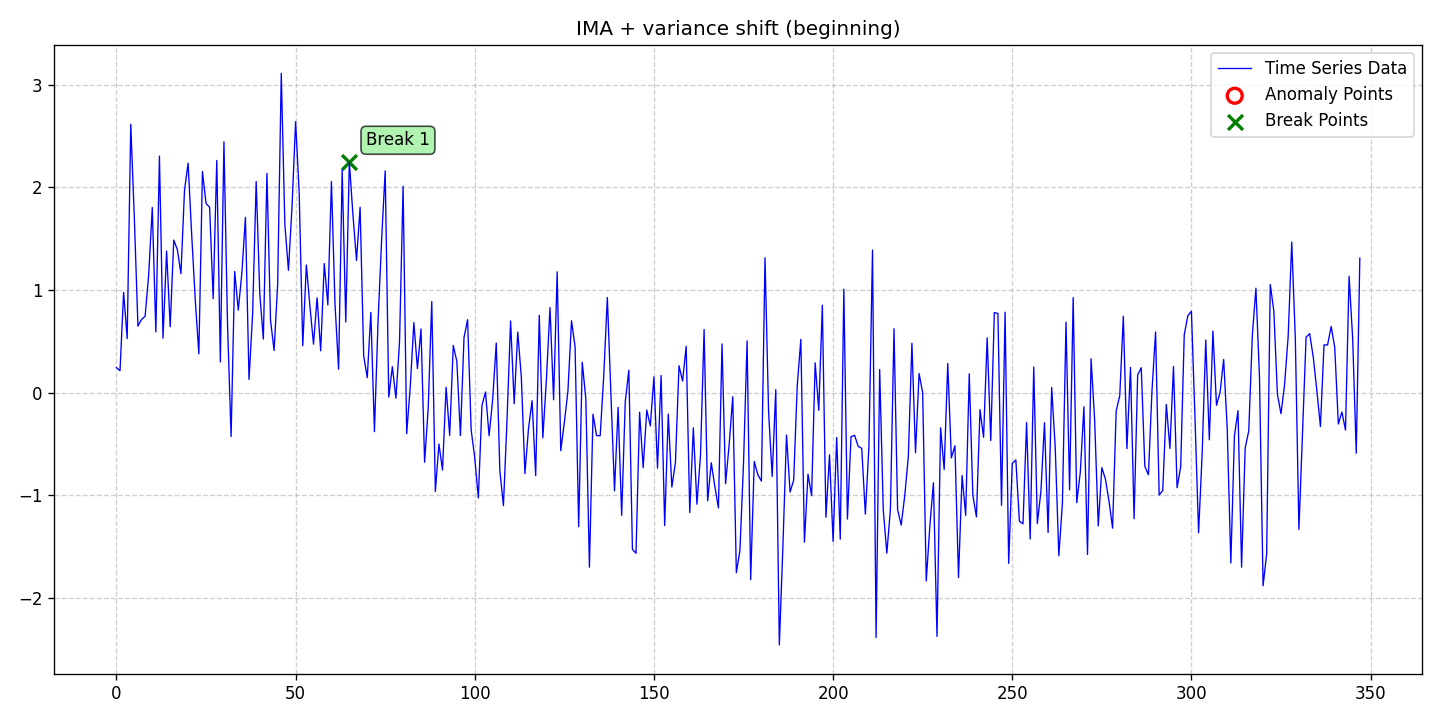 IMA + variance shift (beginning)
Time Series Data
Anomaly Points
Break Points
Break 1
3
2
1
0
−1
−2
0
50
100
150
200
250
300
350